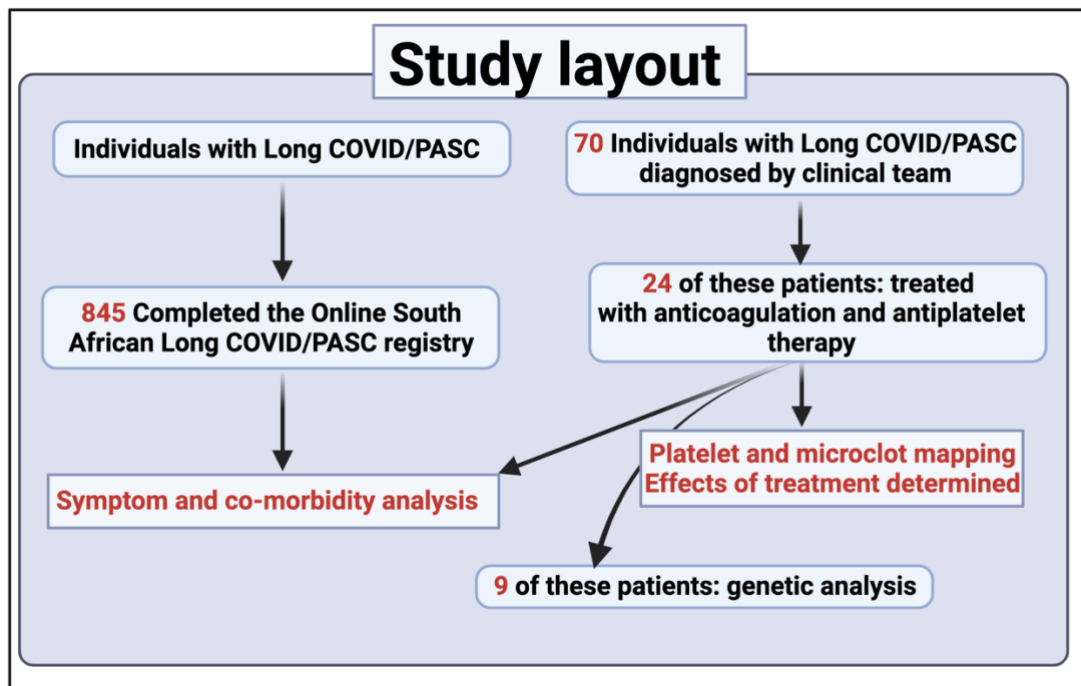 Study layout
Individuals with Long COVID/PASC
70 Individuals with Long COVID/PASC
diagnosed by clinical team
845 Completed the Online South
African Long COVID/PASC registry
24 of these patients: treated
with anticoagulation and antiplatelet
therapy
Symptom and co-morbidity analysis
Platelet and microclot mapping
Effects of treatment determined
9 of these patients: genetic analysis